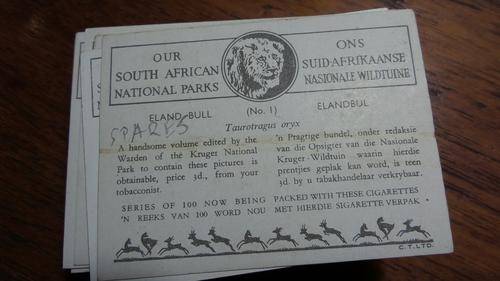 OUR
SOUTH AFRICAN
NATIONAL PARKS
ONS
SUID-AFRIKAANSE
NASIONALE WILDTUINE
ELAND BULL
(No. 1)
ELANDBUL
Taurotragus oryx
SPARES
A handsome volume edited by the
Warden of the Kruger National
Park to contain these pictures is
obtainable, price 3d., from your
tobacconist.
'n Pragtige bundel, onder redaksie
van die Opsigter van die Nasionale
Kruger-Wildtuin waarin hierdie
prentjies geplak kan word, is teen
3d. by u tabakhandelaar verkrybaar.
SERIES OF 100 NOW BEING PACKED WITH THESE CIGARETTES
'N REEKS VAN 100 WORD NOU MET HIERDIE SIGARETTE VERPAK
C.T. LTD.